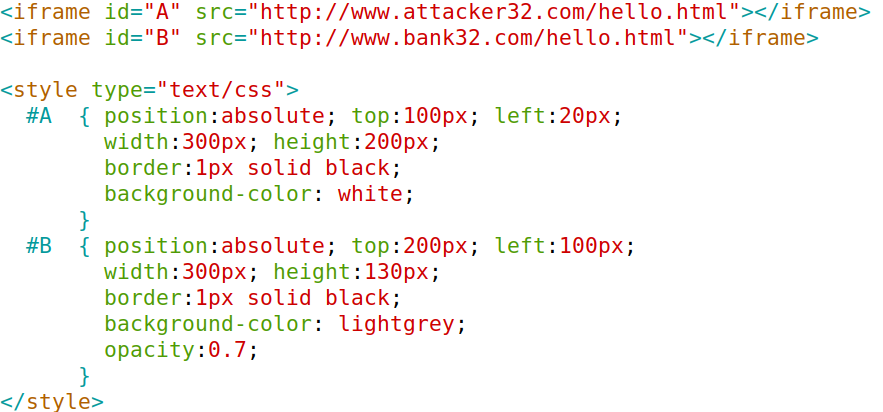 <iframe id="A" src="http://www.attacker32.com/hello.html"></iframe>
<iframe id="B" src="http://www.bank32.com/hello.html"></iframe>

<style type="text/css">
  #A  { position:absolute; top:100px; left:20px;
        width:300px; height:200px;
        border:1px solid black;
        background-color: white;
      }
  #B  { position:absolute; top:200px; left:100px;
        width:300px; height:130px;
        border:1px solid black;
        background-color: lightgrey;
        opacity:0.7;
      }
</style>